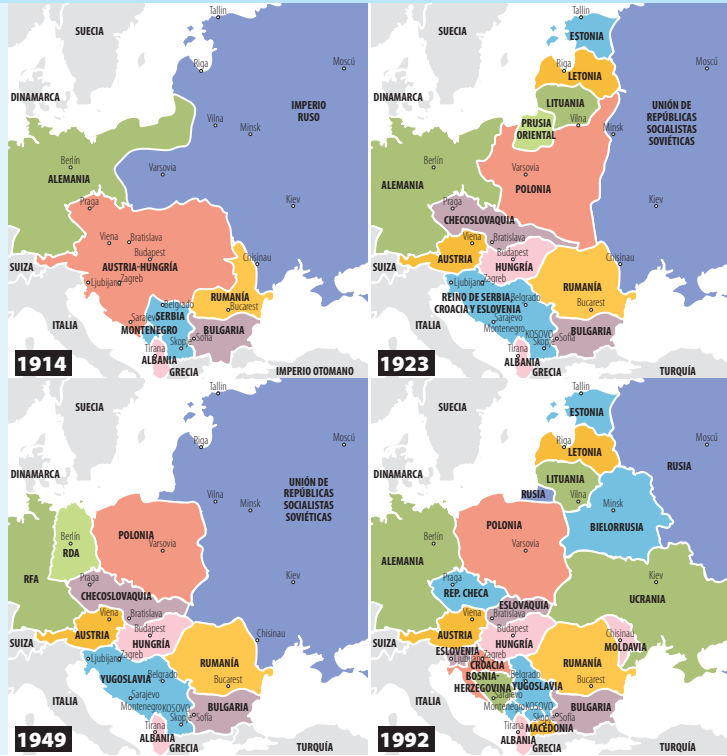 Tallin
SUECIA
Riga
Moscú
DINAMARCA
IMPERIO
RUSO
Vilna
Minsk
Berlín
ALEMANIA
Varsovia
Praga
Kiev
Viena
Bratislava
Budapest
Chisinau
SUIZA
AUSTRIA-HUNGRÍA
Ljubijana
Zagreb
RUMANÍA
Belgrado
Bucarest
Sarajevo
SERBIA
ITALIA
MONTENEGRO
BULGARIA
Skopje
Sofía
Tirana
ALBANIA
GRECIA
IMPERIO OTOMANO
1914
Tallin
ESTONIA
SUECIA
Riga
Moscú
LETONIA
DINAMARCA
LITUANIA
UNIÓN DE
REPÚBLICAS
SOCIALISTAS
SOVIÉTICAS
PRUSIA
ORIENTAL
Vilna
Minsk
Berlín
ALEMANIA
Varsovia
POLONIA
Praga
Kiev
CHECOSLOVAQUIA
Viena
Bratislava
AUSTRIA
Budapest
HUNGRÍA
Chisinau
SUIZA
Ljubijana
Zagreb
RUMANÍA
REINO DE SERBIA,
CROACIA Y ESLOVENIA
Belgrado
Bucarest
Sarajevo
ITALIA
Montenegro
KOSOVO
BULGARIA
Skopje
Sofía
Tirana
ALBANIA
GRECIA
TURQUÍA
1923
Tallin
SUECIA
Riga
Moscú
DINAMARCA
UNIÓN DE
REPÚBLICAS
SOCIALISTAS
SOVIÉTICAS
Vilna
Minsk
POLONIA
Berlín
Varsovia
RDA
RFA
Praga
Kiev
CHECOSLOVAQUIA
Viena
Bratislava
AUSTRIA
Budapest
HUNGRÍA
Chisinau
SUIZA
Ljubijana
Zagreb
RUMANÍA
YUGOSLAVIA
Belgrado
Bucarest
Sarajevo
ITALIA
Montenegro
KOSOVO
BULGARIA
Skopje
Sofía
Tirana
ALBANIA
GRECIA
TURQUÍA
1949
Tallin
ESTONIA
SUECIA
Riga
Moscú
LETONIA
RUSIA
DINAMARCA
LITUANIA
RUSIA
Vilna
Minsk
POLONIA
BIELORRUSIA
Berlín
Varsovia
ALEMANIA
Praga
Kiev
REP. CHECA
UCRANIA
ESLOVAQUIA
Viena
Bratislava
AUSTRIA
Budapest
HUNGRÍA
Chisinau
MOLDAVIA
SUIZA
ESLOVENIA
Ljubijana
Zagreb
CROACIA
RUMANÍA
BOSNIA-
HERZEGOVINA
Belgrado
YUGOSLAVIA
Bucarest
Sarajevo
ITALIA
Montenegro
KOSOVO
BULGARIA
Skopje
Sofía
MACEDONIA
Tirana
ALBANIA
GRECIA
TURQUÍA
1992